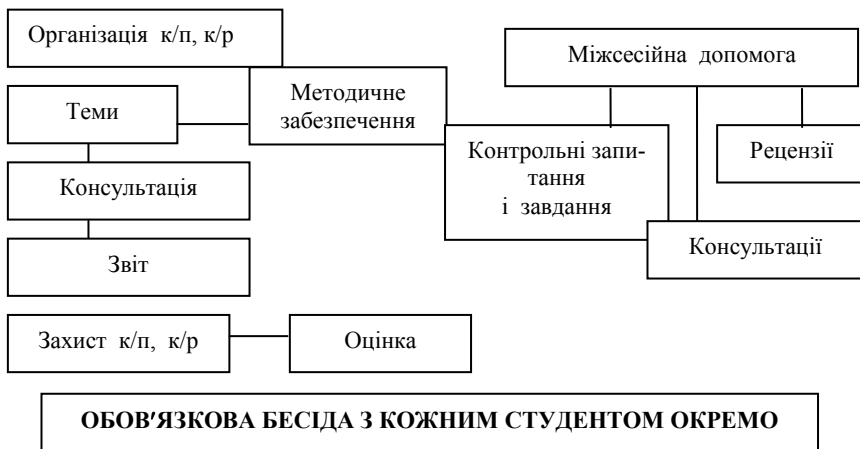 Організація к/п, к/р
Міжсесійна допомога
Методичне
забезпечення
Теми
Контрольні запи-
тання
і завдання
Рецензії
Консультація
Консультації
Звіт
Захист к/п, к/р
Оцінка
ОБОВ'ЯЗКОВА БЕСІДА З КОЖНИМ СТУДЕНТОМ ОКРЕМО